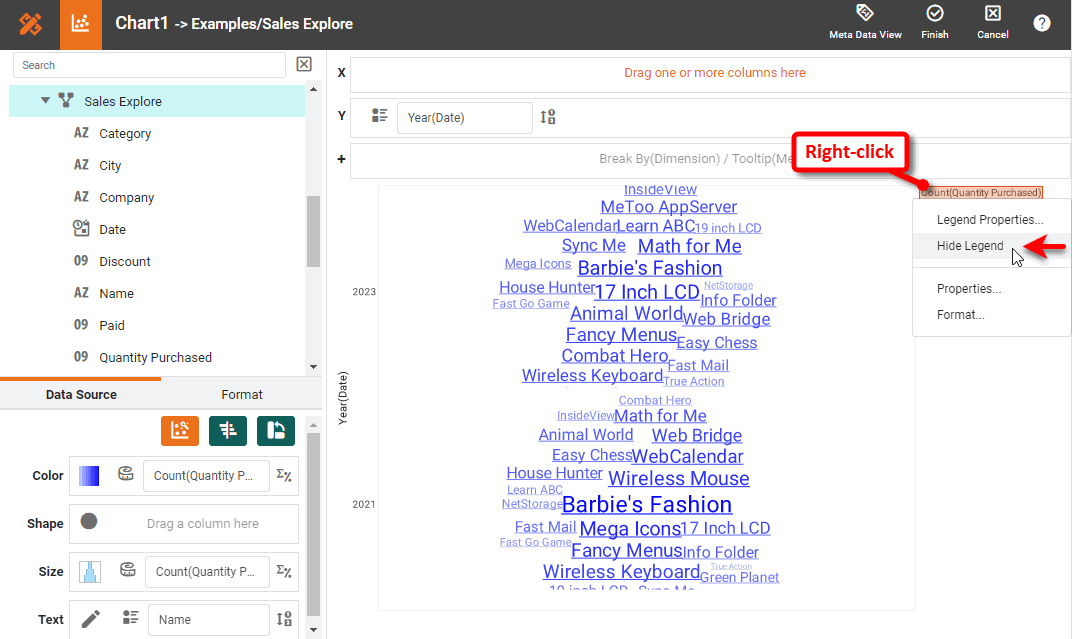 Chart1 -> Examples/Sales Explore
Meta Data View
Finish
Cancel
?
Search
Sales Explore
AZ Category
AZ City
AZ Company
Date
09 Discount
AZ Name
09 Paid
09 Quantity Purchased
Data Source
Format
Color
Count(Quantity P...
Σ%
Shape
Drag a column here
Size
Count(Quantity P...
Σ%
Text
Name
X
Drag one or more columns here
Y
Year(Date)
+
Break By(Dimension) / Tooltip(Me
Right-click
Count(Quantity Purchased)
Legend Properties...
Hide Legend
Properties...
Format...
Year(Date)
2023
InsideView
MeToo AppServer
WebCalendar Learn ABC 19 inch LCD
Sync Me Math for Me
Mega Icons Barbie's Fashion
House Hunter 17 Inch LCD NetStorage
Fast Go Game Info Folder
Animal World Web Bridge
Fancy Menus Easy Chess
Combat Hero Fast Mail
Wireless Keyboard True Action
2021
Combat Hero
InsideView Math for Me
Animal World Web Bridge
Easy Chess WebCalendar
House Hunter Wireless Mouse
Learn ABC
NetStorage Barbie's Fashion
Fast Mail Mega Icons 17 Inch LCD
Fast Go Game Fancy Menus Info Folder
True Action
Wireless Keyboard Green Planet
19 inch LCD Sync Me